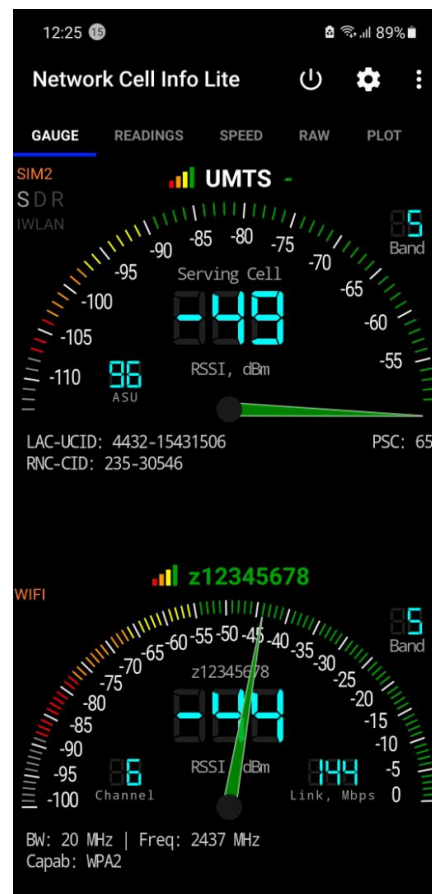 12:25 15 89%
Network Cell Info Lite
GAUGE READINGS SPEED RAW PLOT
SIM2
UMTS -
SDR
IWLAN
5
Band
-110 -105 -100 -95 -90 -85 -80 -75 -70 -65 -60 -55
Serving Cell
-49
RSSI, dBm
96
ASU
LAC-UCID: 4432-15431506 PSC: 65
RNC-CID: 235-30546
z12345678
WIFI
5
Band
-100 -95 -90 -85 -80 -75 -70 -65 -60 -55 -50 -45 -40 -35 -30 -25 -20 -15 -10 -5 0
z12345678
-44
RSSI, dBm
6
Channel
144
Link, Mbps
BW: 20 MHz | Freq: 2437 MHz
Capab: WPA2